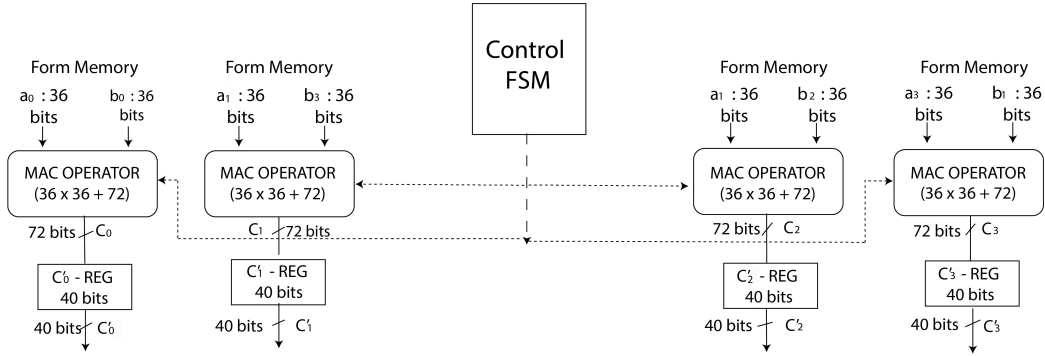 Control
FSM
Form Memory
a0 : 36
bits
b0 : 36
bits
MAC OPERATOR
(36 x 36 + 72)
72 bits
C0
C'0 - REG
40 bits
40 bits
C'0
Form Memory
a1 : 36
bits
b3 : 36
bits
MAC OPERATOR
(36 x 36 + 72)
C1
72 bits
C'1 - REG
40 bits
40 bits
C'1
Form Memory
a1 : 36
bits
b2 : 36
bits
MAC OPERATOR
(36 x 36 + 72)
72 bits
C2
C'2 - REG
40 bits
40 bits
C'2
Form Memory
a3 : 36
bits
b1 : 36
bits
MAC OPERATOR
(36 x 36 + 72)
72 bits
C3
C'3 - REG
40 bits
40 bits
C'3